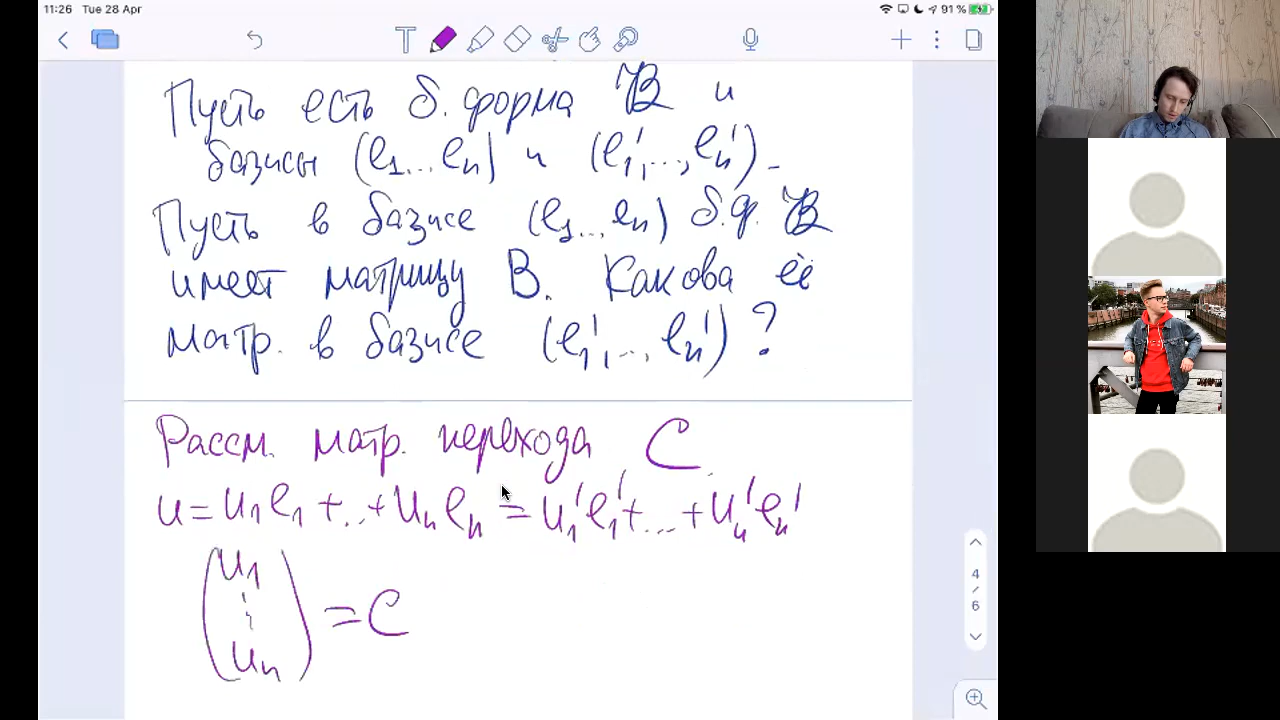 11:26 Tue 28 Apr
91 %
Пусть есть б. форма B и
базисы (e₁...eₙ) и (e₁',...,eₙ').
Пусть в базисе (e₁...eₙ) б.ф. B
имеет матрицу B. Какова её
матр. в базисе (e₁',...,eₙ')?
Рассм. матр. перехода C
u=u₁e₁+...+uₙeₙ=u₁'e₁'+...+uₙ'eₙ'
(u₁
⋮ ) = C
uₙ
4
/
6